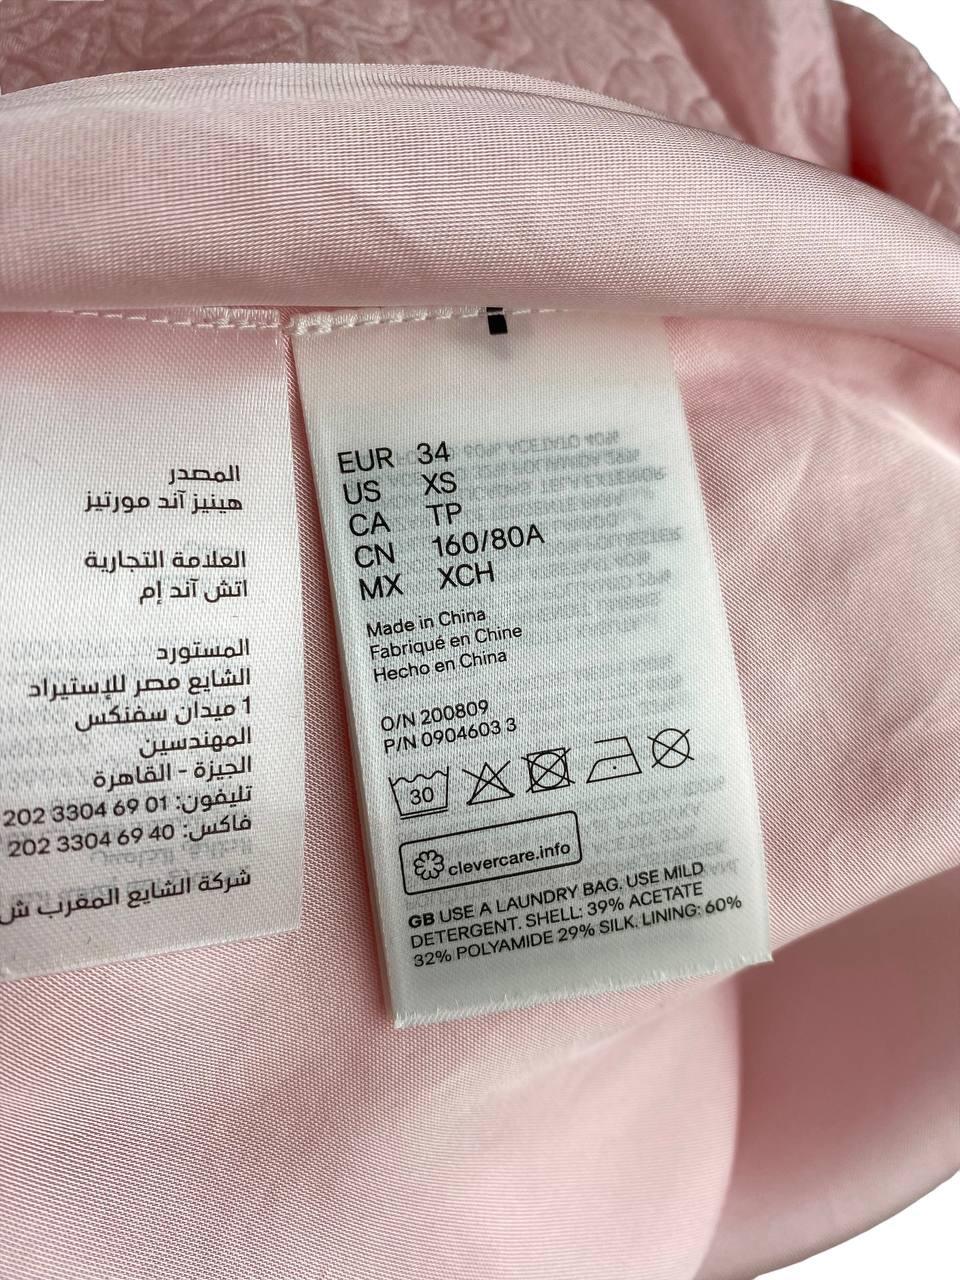 المصدر
هينيز آند مورتيز
العلامة التجارية
اتش آند إم
المستورد
الشايع مصر للإستيراد
1 ميدان سفنكس
المهندسين
الجيزة - القاهرة
تليفون: 01 69 3304 202
فاكس: 40 69 3304 202
شركة الشايع المغرب ش
EUR 34
US XS
CA TP
CN 160/80A
MX XCH
Made in China
Fabriqué en Chine
Hecho en China
O/N 200809
P/N 0904603 3
30
clevercare.info
GB USE A LAUNDRY BAG. USE MILD
DETERGENT. SHELL: 39% ACETATE
32% POLYAMIDE 29% SILK. LINING: 60%